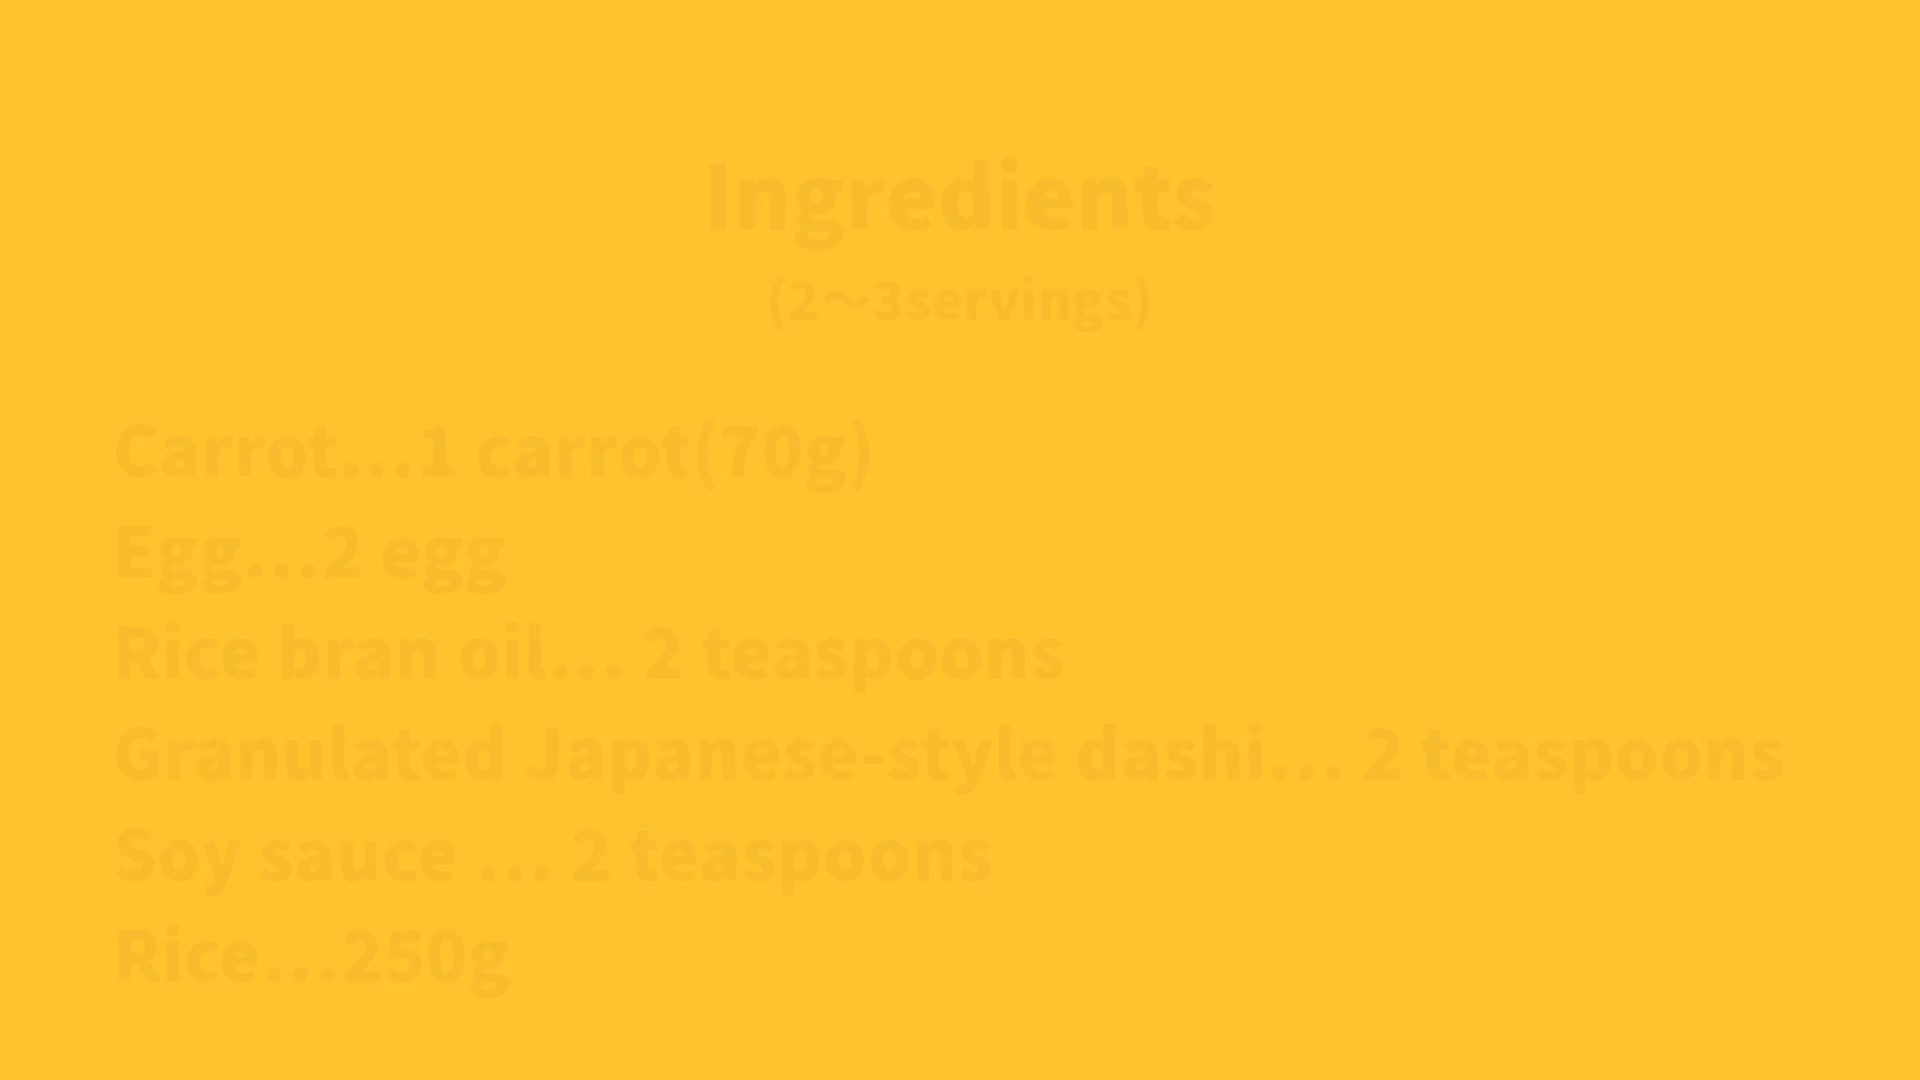 Ingredients
(2〜3servings)
Carrot…1 carrot(70g)
Egg…2 egg
Rice bran oil… 2 teaspoons
Granulated Japanese-style dashi… 2 teaspoons
Soy sauce … 2 teaspoons
Rice…250g